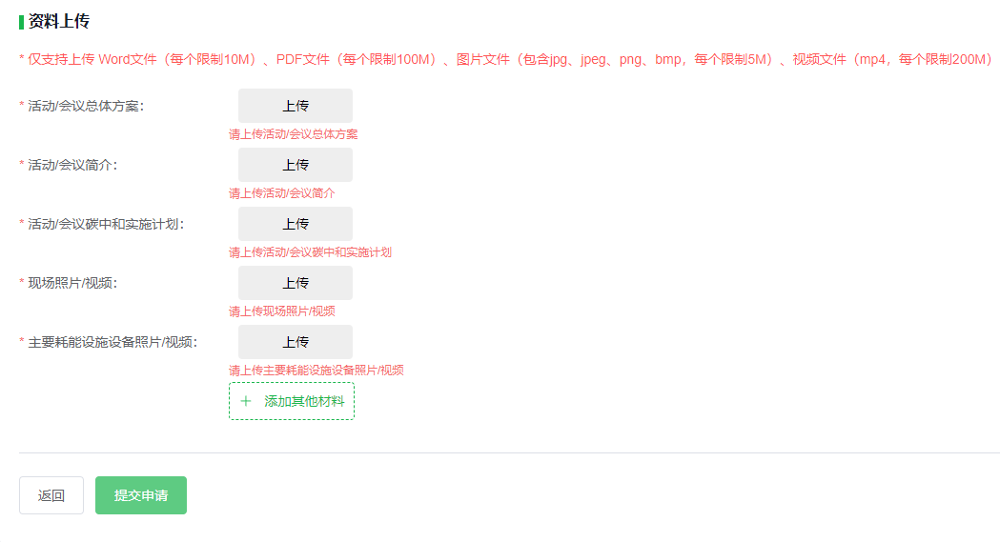 资料上传
* 仅支持上传 Word文件（每个限制10M）、PDF文件（每个限制100M）、图片文件（包含jpg、jpeg、png、bmp，每个限制5M）、视频文件（mp4，每个限制200M）
* 活动/会议总体方案： 上传
请上传活动/会议总体方案
* 活动/会议简介： 上传
请上传活动/会议简介
* 活动/会议碳中和实施计划： 上传
请上传活动/会议碳中和实施计划
* 现场照片/视频： 上传
请上传现场照片/视频
* 主要耗能设施设备照片/视频： 上传
请上传主要耗能设施设备照片/视频
+ 添加其他材料
返回 提交申请